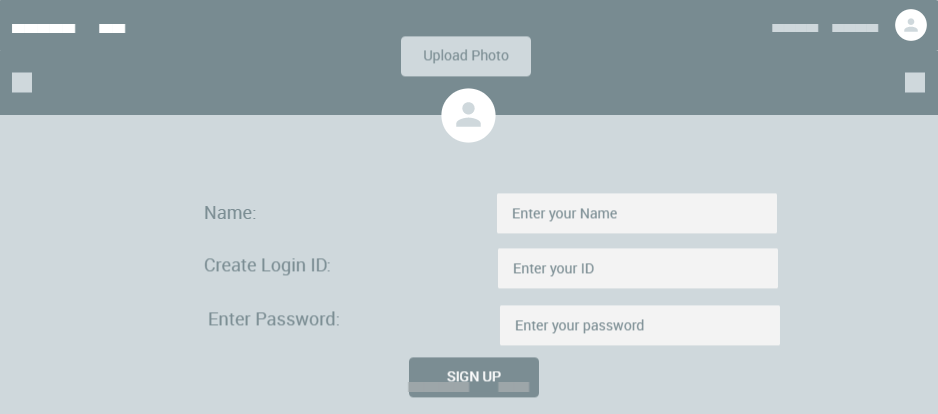 Upload Photo
Name:
Enter your Name
Create Login ID:
Enter your ID
Enter Password:
Enter your password
SIGN UP